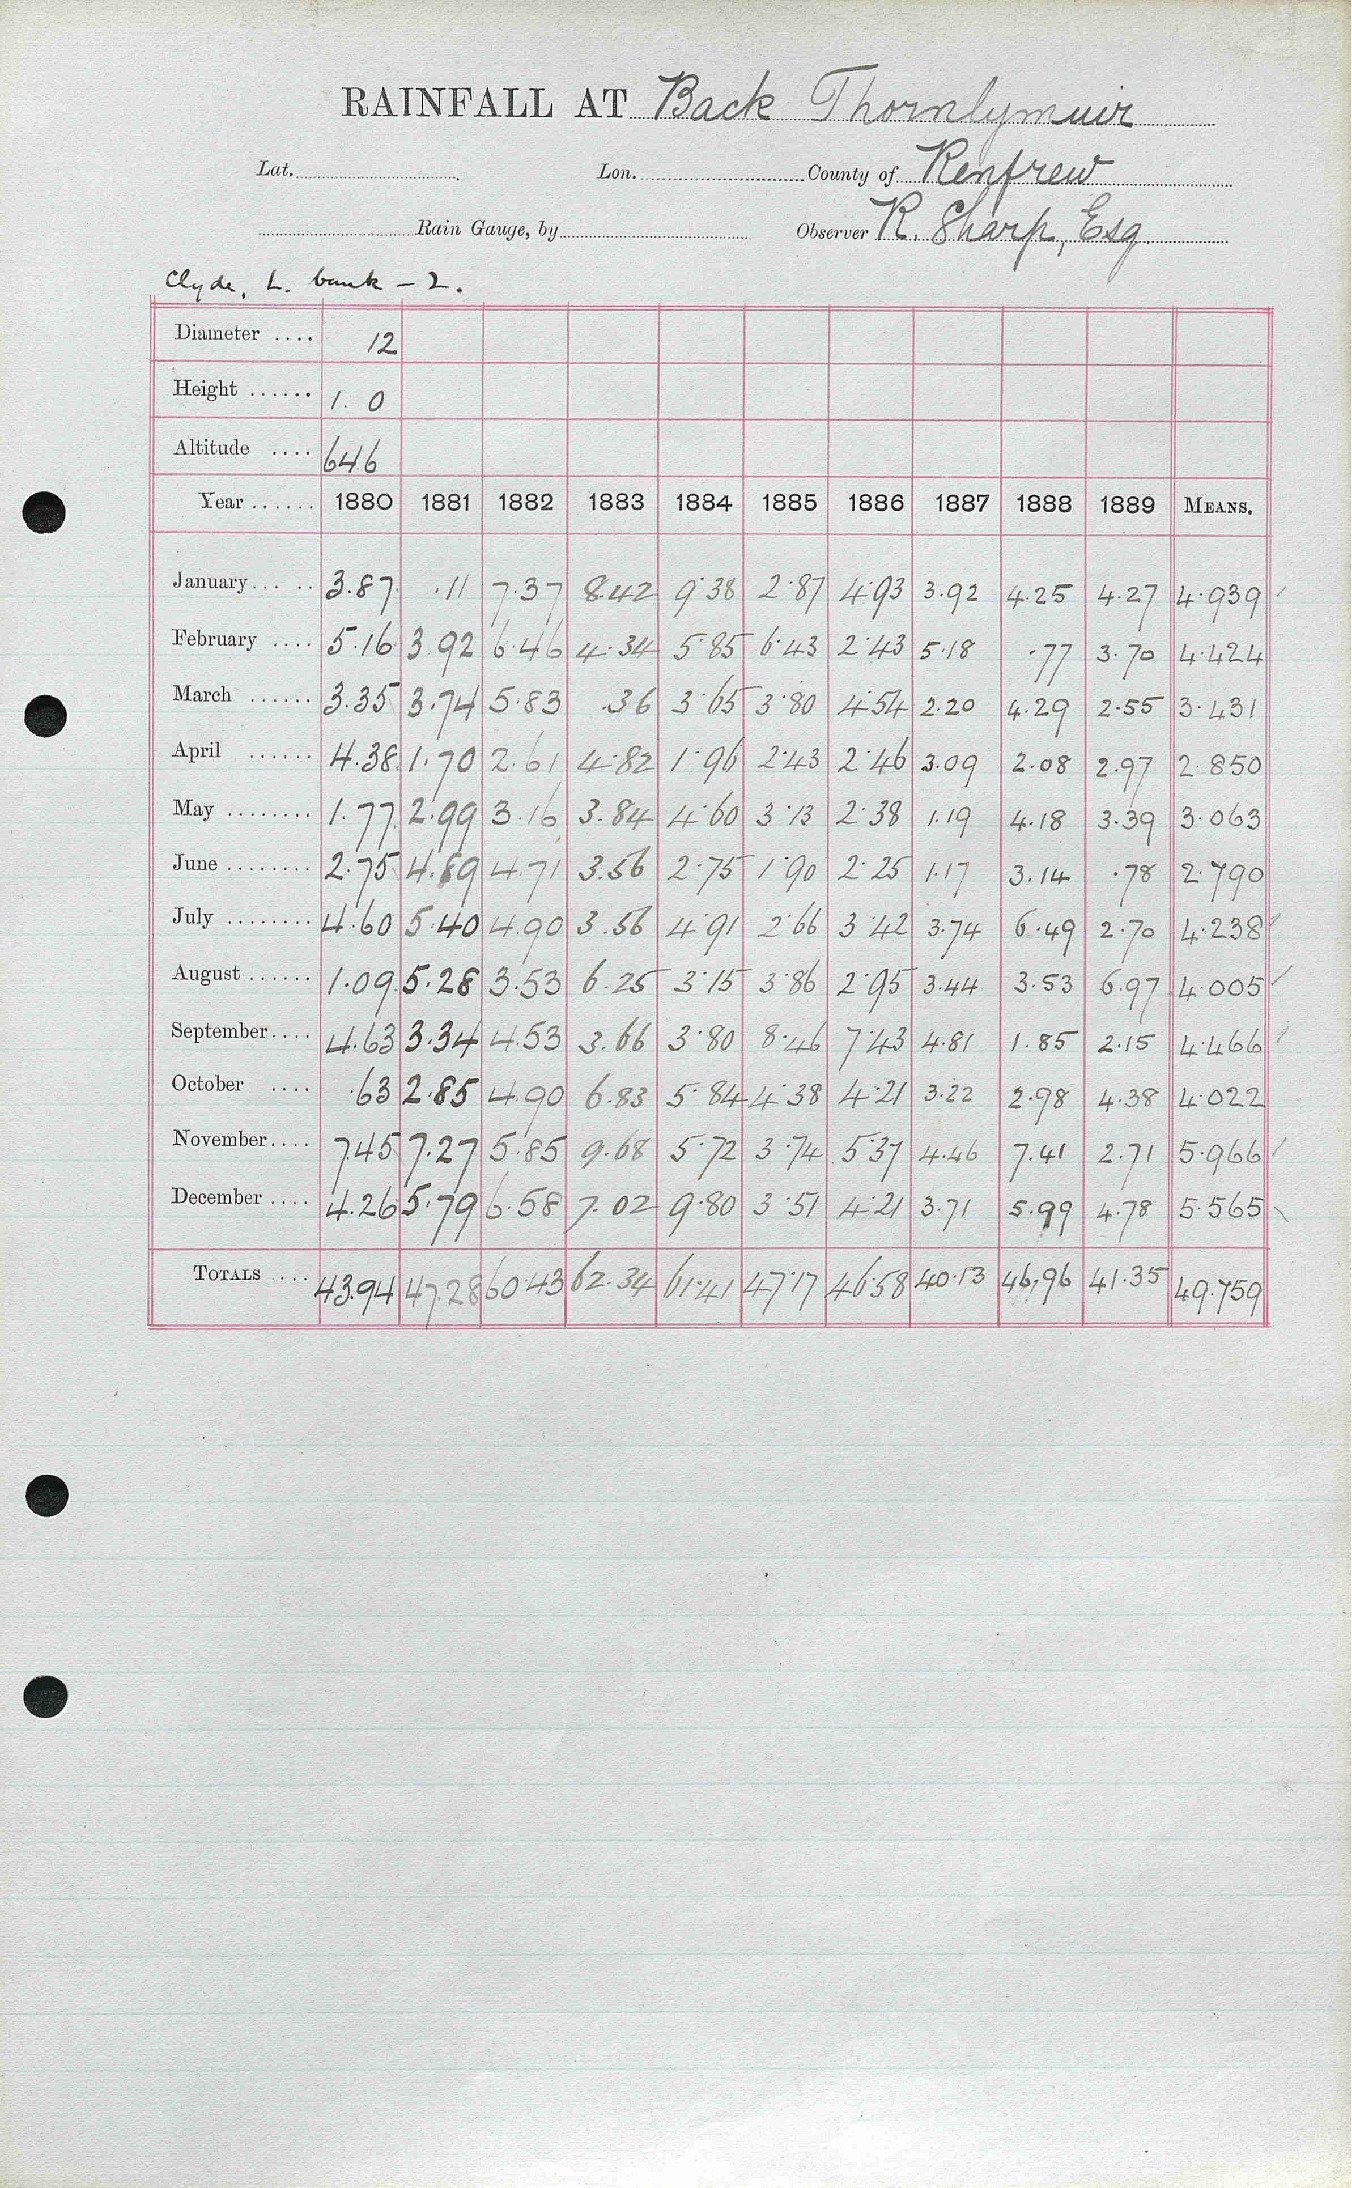 RAINFALL AT Back Thornlymuir
Lat. Lon. County of Renfrew
Rain Gauge, by Observer R. Sharp, Esq.
Clyde, L. bank - 2.
Diameter .... 12
Height ...... 1. 0
Altitude .... 646
Year ...... 1880 1881 1882 1883 1884 1885 1886 1887 1888 1889 MEANS.
January... .. 3.87 .11 7.37 8.42 9.38 2.87 4.93 3.92 4.25 4.27 4.939
February .... 5.16 3.92 6.46 4.34 5.85 6.43 2.43 5.18 .77 3.70 4.424
March ...... 3.35 3.74 5.83 .36 3.65 3.80 4.54 2.20 4.29 2.55 3.431
April ...... 4.38 1.70 2.61 4.82 1.96 2.43 2.46 3.09 2.08 2.97 2.850
May ........ 1.77 2.99 3.16 3.84 4.60 3.13 2.38 1.19 4.18 3.39 3.063
June ........ 2.75 4.89 4.71 3.56 2.75 1.90 2.25 1.17 3.14 .78 2.790
July ........ 4.60 5.40 4.90 3.56 4.91 2.66 3.42 3.74 6.49 2.70 4.238
August ...... 1.09 5.28 3.53 6.25 3.15 3.86 2.95 3.44 3.53 6.97 4.005
September.... 4.63 3.34 4.53 3.66 3.80 8.46 7.43 4.81 1.85 2.15 4.466
October .... .63 2.85 4.90 6.83 5.84 4.38 4.21 3.22 2.98 4.38 4.022
November.... 7.45 7.27 5.85 9.68 5.72 3.74 5.37 4.46 7.41 2.71 5.966
December .... 4.26 5.79 6.58 7.02 9.80 3.51 4.21 3.71 5.99 4.78 5.565
TOTALS .... 43.94 47.28 60.43 62.34 61.41 47.17 46.58 40.13 46.96 41.35 49.759